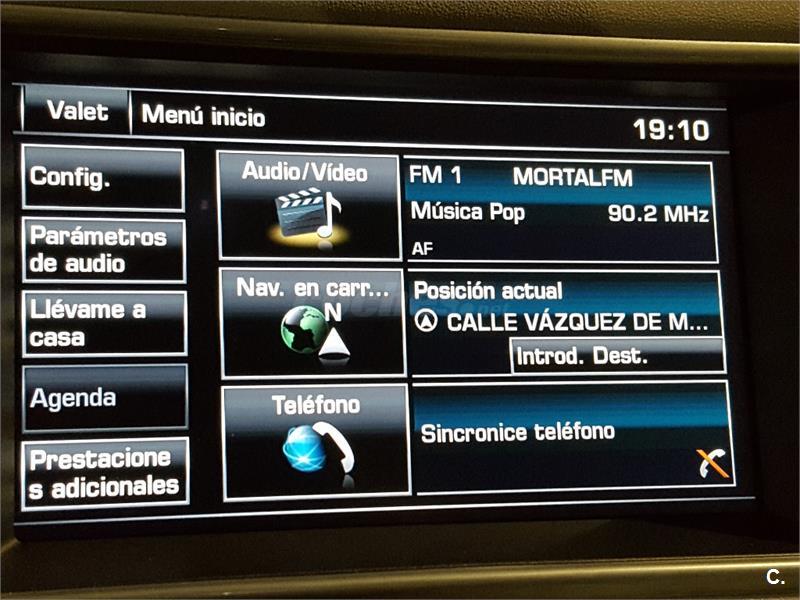 Valet
Menú inicio
19:10
Config.
Parámetros
de audio
Llévame a
casa
Agenda
Prestacione
s adicionales
Audio/Vídeo
Nav. en carr...
N
Teléfono
FM 1 MORTALFM
Música Pop 90.2 MHz
AF
Posición actual
CALLE VÁZQUEZ DE M...
Introd. Dest.
Sincronice teléfono
C.